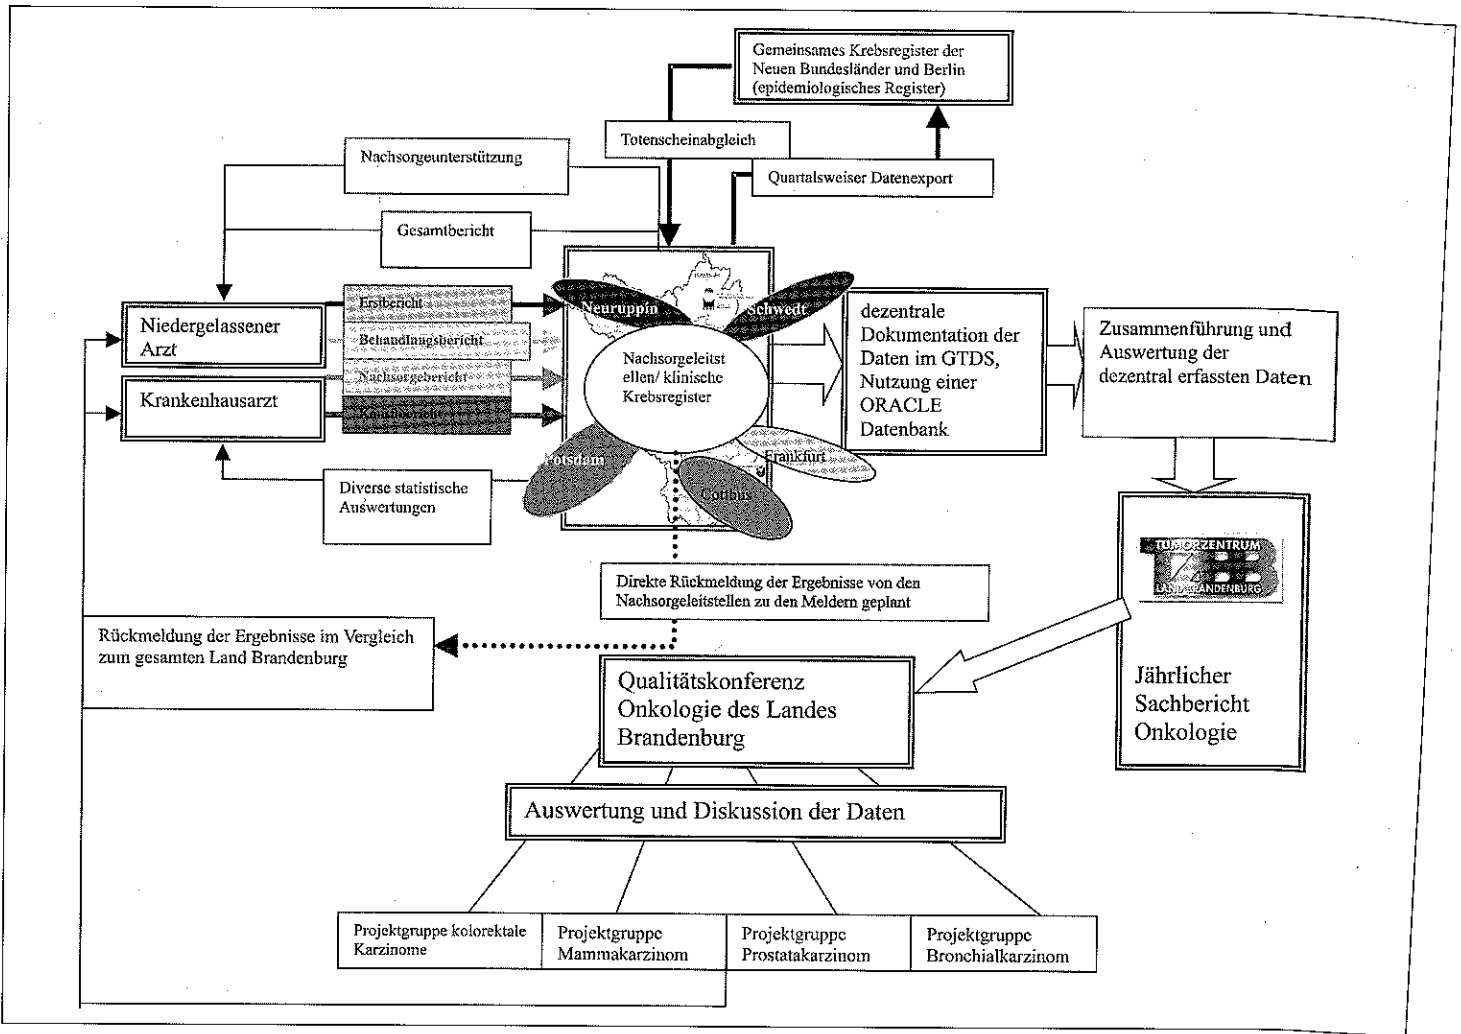 Gemeinsames Krebsregister der
Neuen Bundesländer und Berlin
(epidemiologisches Register)
Totenscheinabgleich
Nachsorgeunterstützung
Quartalsweiser Datenexport
Gesamtbericht
Niedergelassener
Arzt
Krankenhausarzt
Erstbericht
Behandlungsbericht
Nachsorgebericht
Neuruppin
Schwedt
Nachsorgeleitst
ellen/ klinische
Krebsregister
Potsdam
Cottbus
Frankfurt
dezentrale
Dokumentation der
Daten im GTDS,
Nutzung einer
ORACLE
Datenbank
Zusammenführung und
Auswertung der
dezentral erfassten Daten
Diverse statistische
Auswertungen
TUMORZENTRUM
TZBB
LAND BRANDENBURG
Jährlicher
Sachbericht
Onkologie
Direkte Rückmeldung der Ergebnisse von den
Nachsorgeleitstellen zu den Meldern geplant
Rückmeldung der Ergebnisse im Vergleich
zum gesamten Land Brandenburg
Qualitätskonferenz
Onkologie des Landes
Brandenburg
Auswertung und Diskussion der Daten
Projektgruppe kolorektale
Karzinome
Projektgruppe
Mammakarzinom
Projektgruppe
Prostatakarzinom
Projektgruppe
Bronchialkarzinom